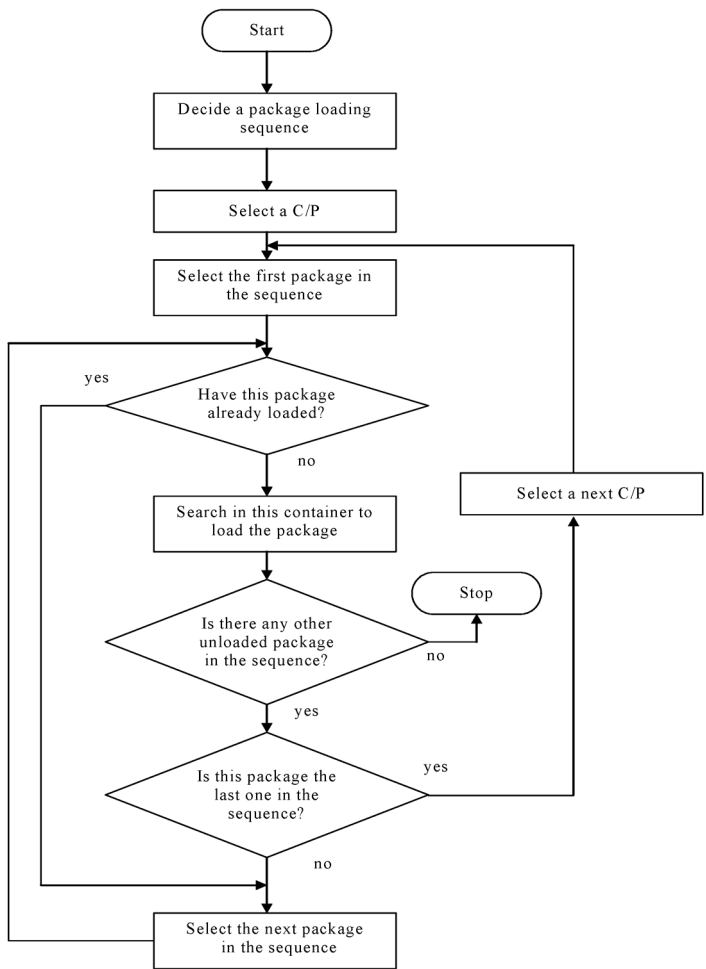 Start
Decide a package loading
sequence
Select a C/P
Select the first package in
the sequence
yes
Have this package
already loaded?
no
Search in this container to
load the package
Select a next C/P
Stop
Is there any other
unloaded package
in the sequence?
no
yes
Is this package the
last one in the
sequence?
yes
no
Select the next package
in the sequence